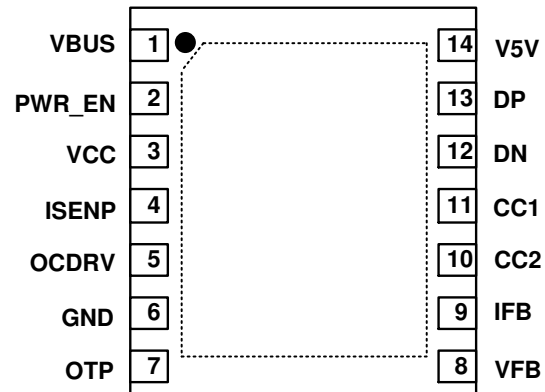 VBUS 1 14 V5V
PWR_EN 2 13 DP
VCC 3 12 DN
ISENP 4 11 CC1
OCDRV 5 10 CC2
GND 6 9 IFB
OTP 7 8 VFB